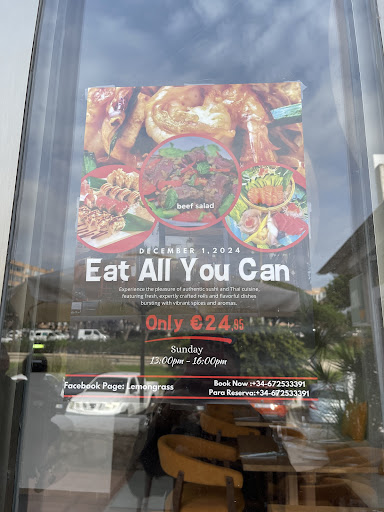 beef salad
DECEMBER 1,2024
Eat All You Can
Experience the pleasure of authentic sushi and Thai cuisine,
featuring fresh, expertly crafted rolls and flavorful dishes
bursting with vibrant spices and aromas.
Only €24,95
Sunday
13:00pm - 16:00pm
Facebook Page: Lemongrass
Book Now :+34-672533391
Para Reserva:+34-672533391